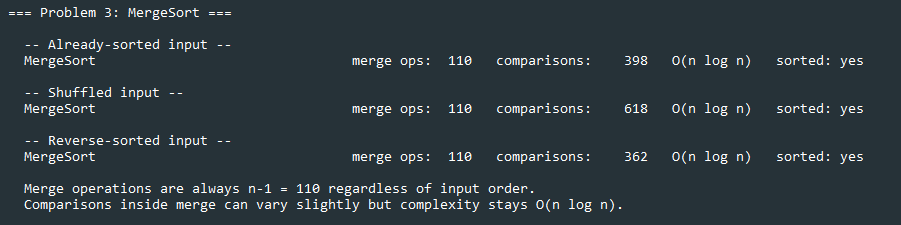 === Problem 3: MergeSort ===
-- Already-sorted input --
MergeSort merge ops: 110 comparisons: 398 O(n log n) sorted: yes
-- Shuffled input --
MergeSort merge ops: 110 comparisons: 618 O(n log n) sorted: yes
-- Reverse-sorted input --
MergeSort merge ops: 110 comparisons: 362 O(n log n) sorted: yes
Merge operations are always n-1 = 110 regardless of input order.
Comparisons inside merge can vary slightly but complexity stays O(n log n).